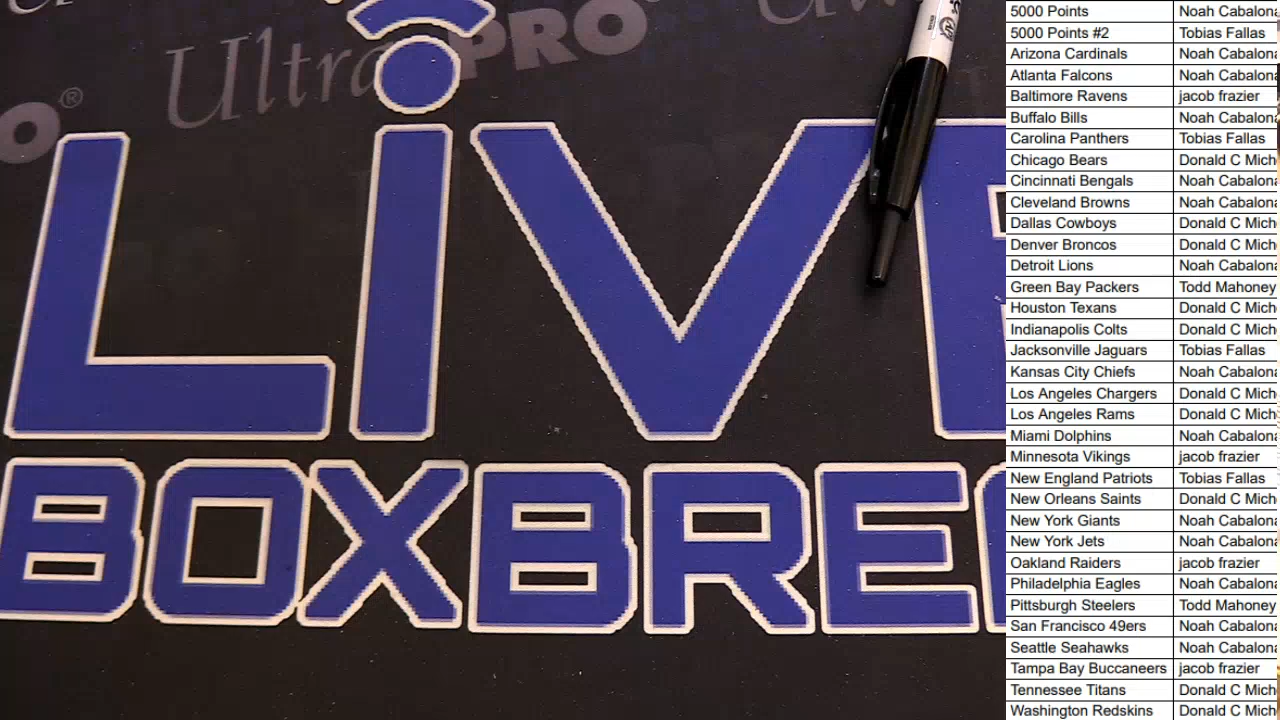 Ultra PRO
O®
LiVE
BOXBREA
5000 Points Noah Cabalona
5000 Points #2 Tobias Fallas
Arizona Cardinals Noah Cabalona
Atlanta Falcons Noah Cabalona
Baltimore Ravens jacob frazier
Buffalo Bills Noah Cabalona
Carolina Panthers Tobias Fallas
Chicago Bears Donald C Mich
Cincinnati Bengals Noah Cabalona
Cleveland Browns Noah Cabalona
Dallas Cowboys Donald C Mich
Denver Broncos Donald C Mich
Detroit Lions Noah Cabalona
Green Bay Packers Todd Mahoney
Houston Texans Donald C Mich
Indianapolis Colts Donald C Mich
Jacksonville Jaguars Tobias Fallas
Kansas City Chiefs Noah Cabalona
Los Angeles Chargers Donald C Mich
Los Angeles Rams Donald C Mich
Miami Dolphins Noah Cabalona
Minnesota Vikings jacob frazier
New England Patriots Tobias Fallas
New Orleans Saints Donald C Mich
New York Giants Noah Cabalona
New York Jets Noah Cabalona
Oakland Raiders jacob frazier
Philadelphia Eagles Noah Cabalona
Pittsburgh Steelers Todd Mahoney
San Francisco 49ers Noah Cabalona
Seattle Seahawks Noah Cabalona
Tampa Bay Buccaneers jacob frazier
Tennessee Titans Donald C Mich
Washington Redskins Donald C Mich